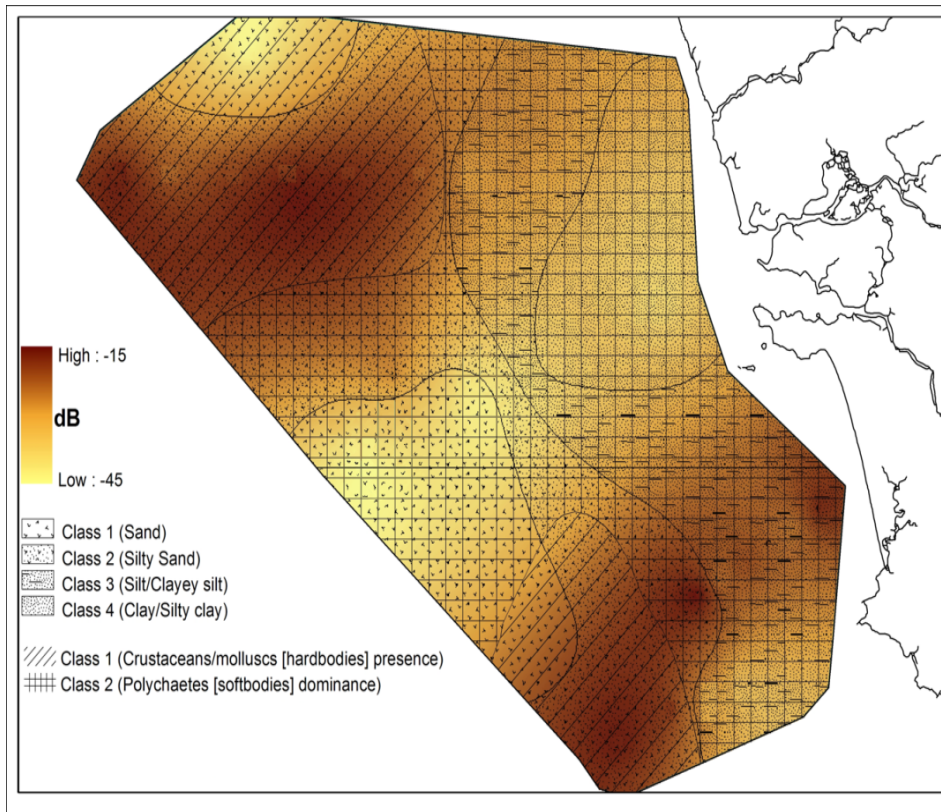 High : -15
dB
Low : -45
Class 1 (Sand)
Class 2 (Silty Sand)
Class 3 (Silt/Clayey silt)
Class 4 (Clay/Silty clay)
Class 1 (Crustaceans/molluscs [hardbodies] presence)
Class 2 (Polychaetes [softbodies] dominance)